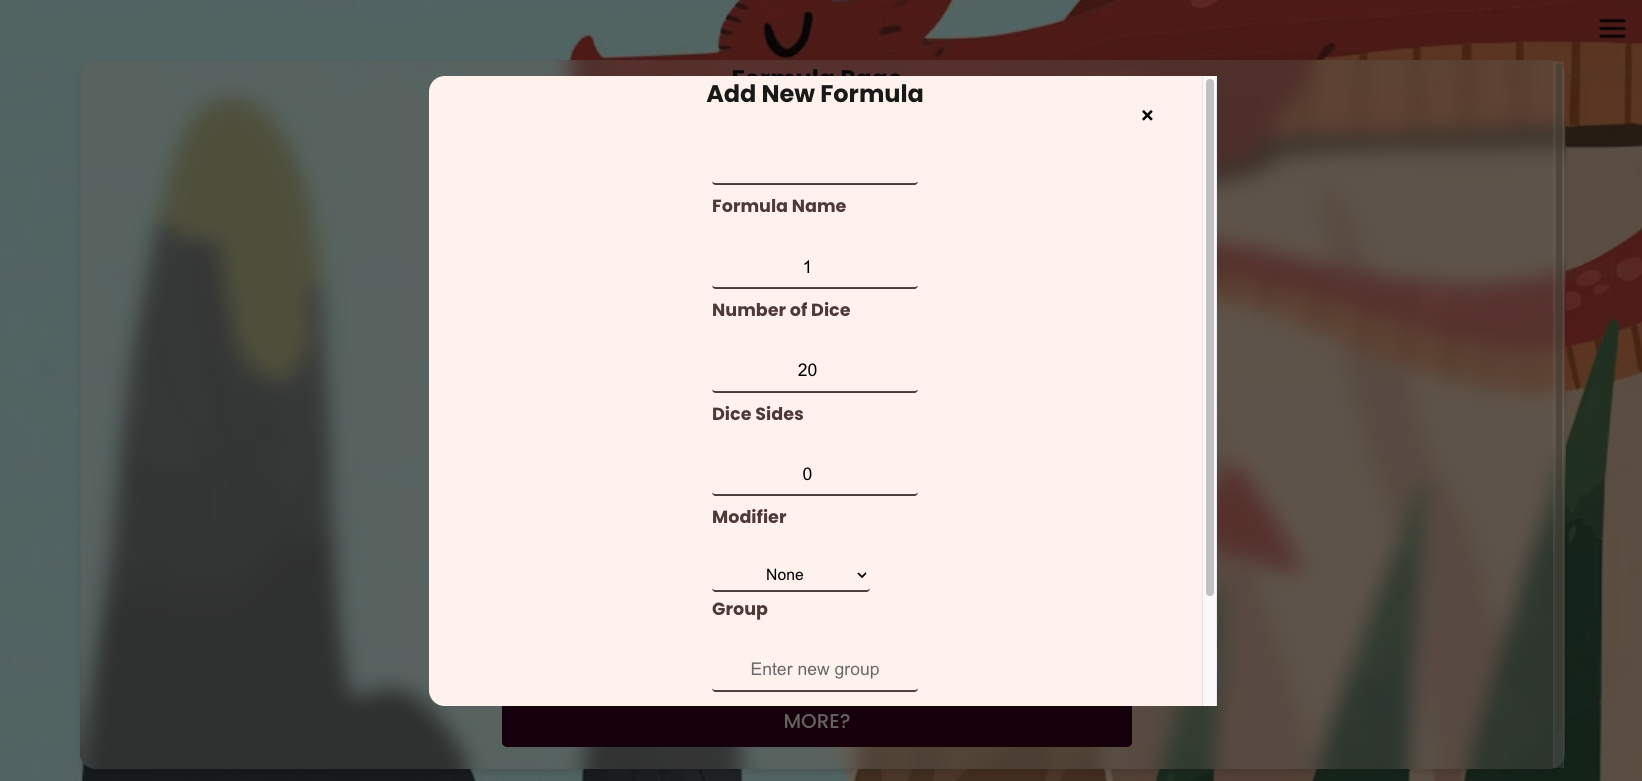 Formula Page
Add New Formula
×
Formula Name
1
Number of Dice
20
Dice Sides
0
Modifier
None
Group
Enter new group
MORE?